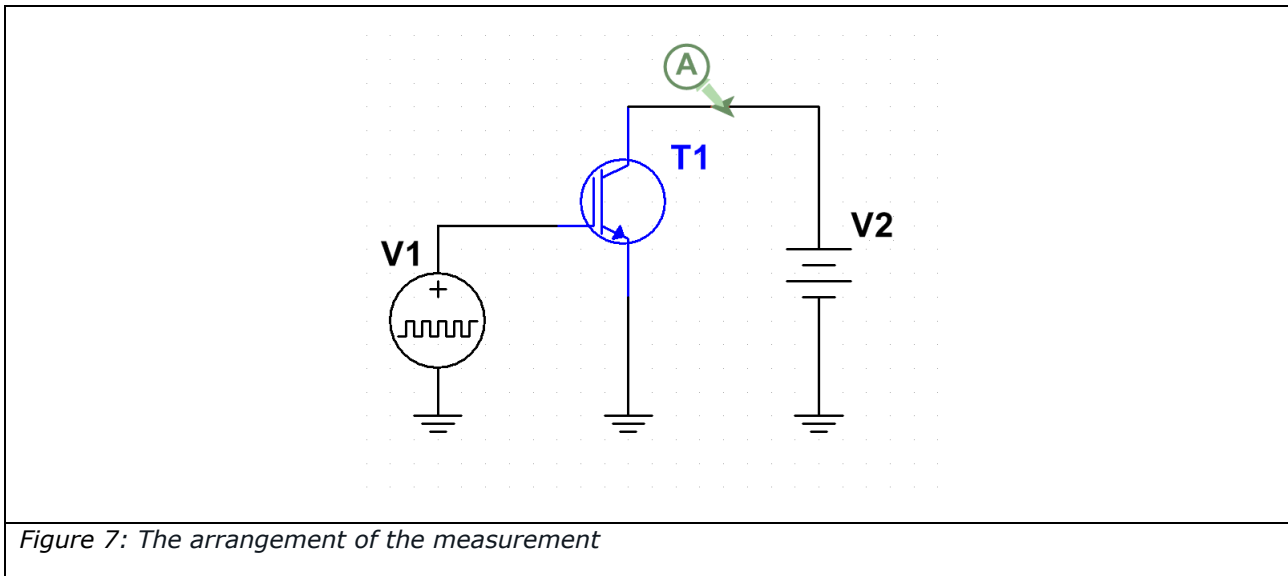 A
T1
V2
V1
+
Figure 7: The arrangement of the measurement